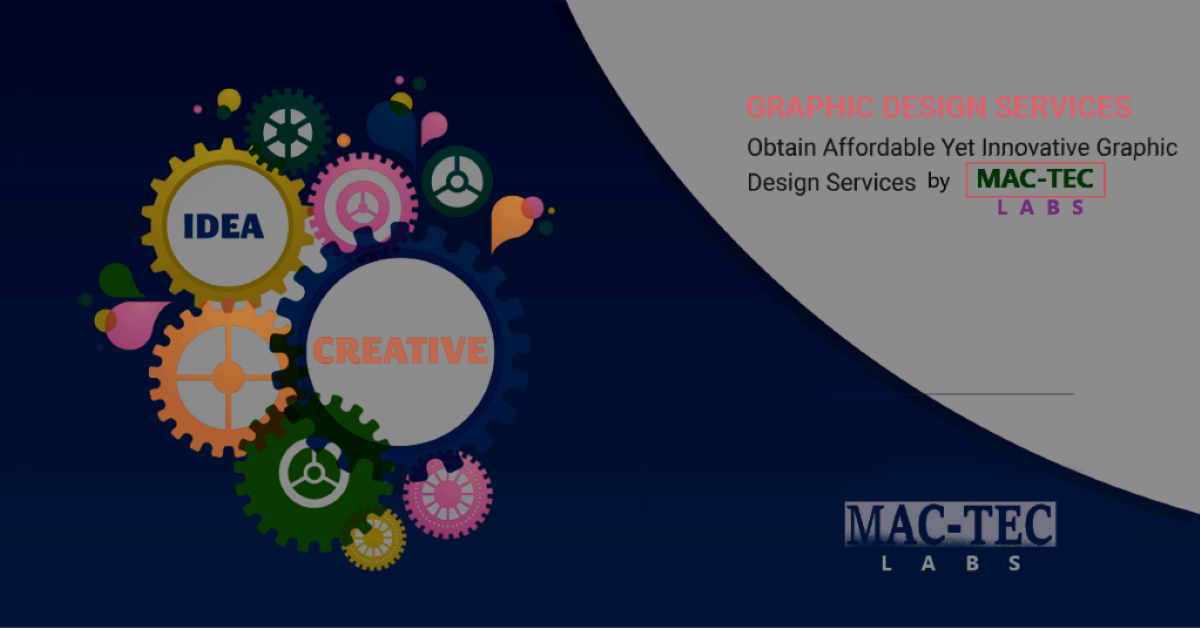 IDEA
CREATIVE
GRAPHIC DESIGN SERVICES
Obtain Affordable Yet Innovative Graphic
Design Services by MAC-TEC
LABS
MAC-TEC
LABS